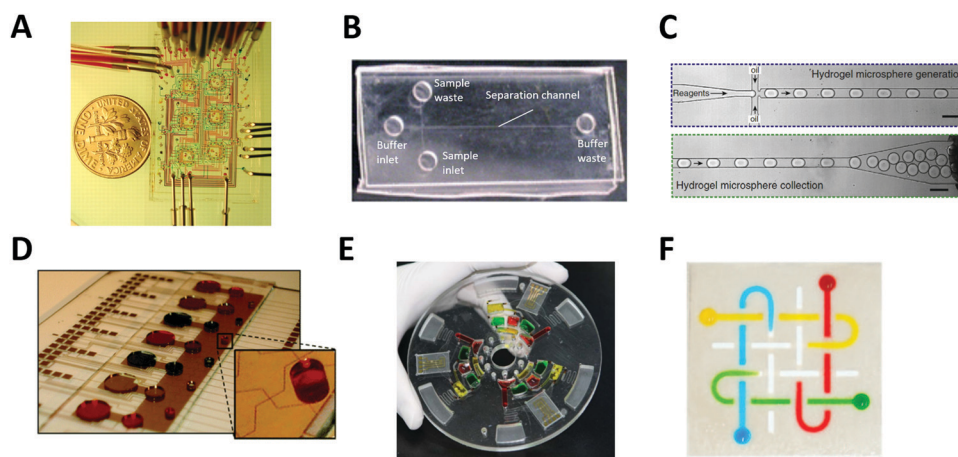 A
B
C
Sample
waste
Separation channel
Buffer
inlet
Sample
inlet
Buffer
waste
oil
Hydrogel microsphere generation
Reagents
oil
Hydrogel microsphere collection
D
E
F